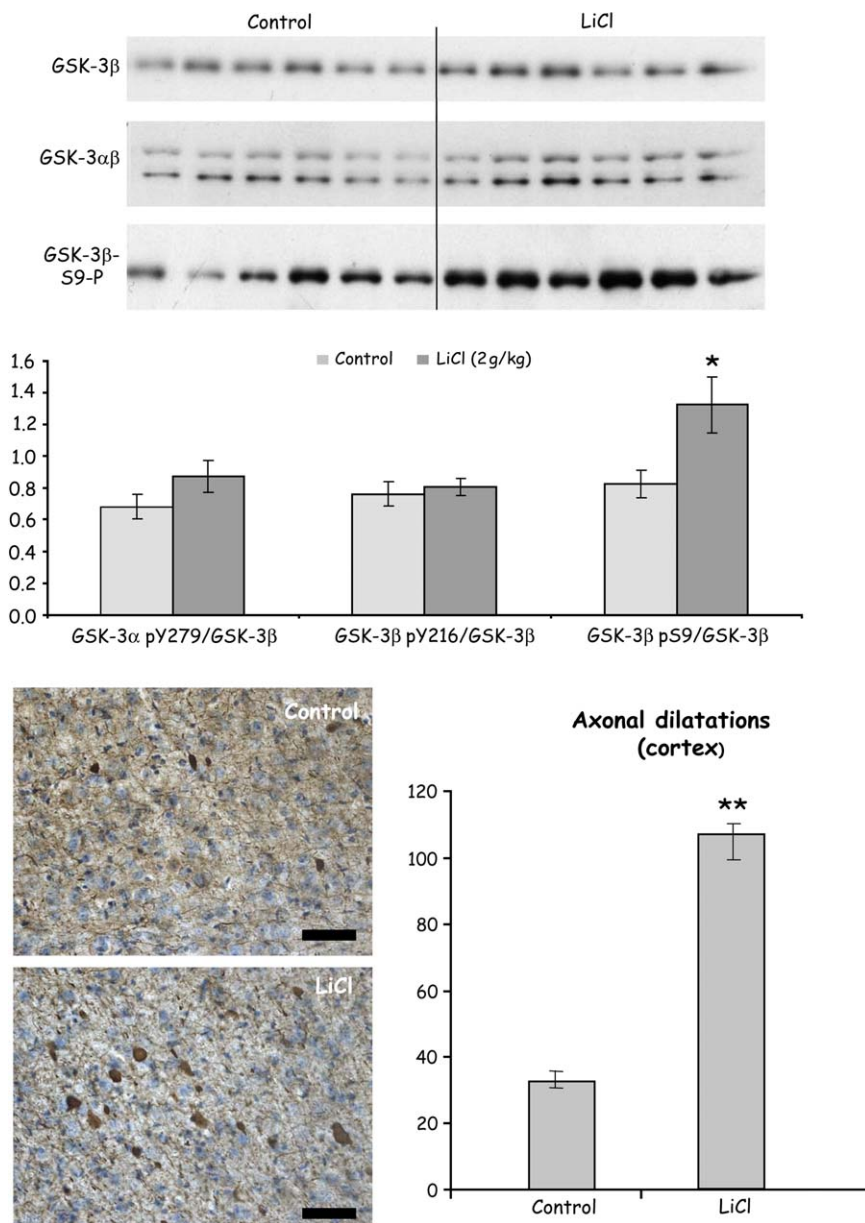 Control LiCl
GSK-3β
GSK-3αβ
GSK-3β-
S9-P
Control LiCl (2g/kg)
*
1.6
1.4
1.2
1.0
0.8
0.6
0.4
0.2
0.0
GSK-3α pY279/GSK-3β GSK-3β pY216/GSK-3β GSK-3β pS9/GSK-3β
Control
LiCl
Axonal dilatations
(cortex)
**
120
100
80
60
40
20
0
Control LiCl